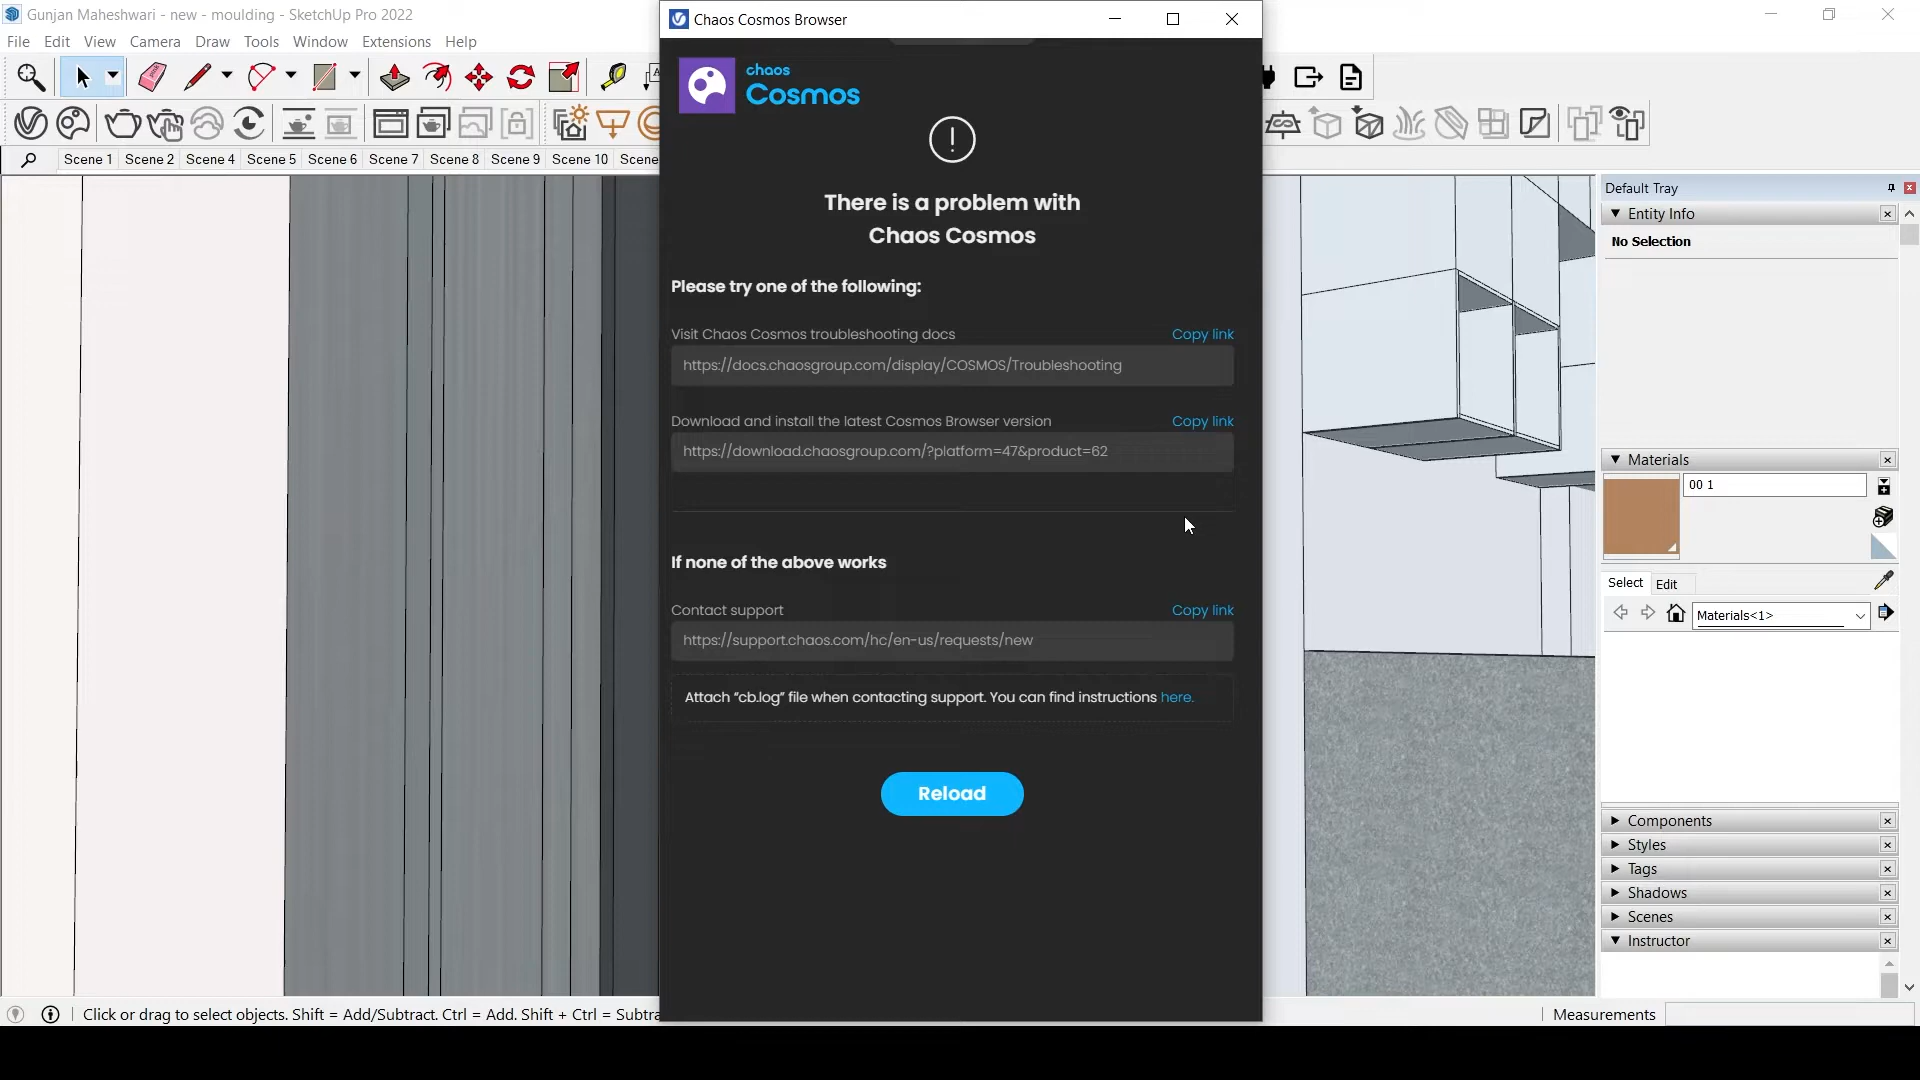 Gunjan Maheshwari - new - moulding - SketchUp Pro 2022
File Edit View Camera Draw Tools Window Extensions Help
Scene 1 Scene 2 Scene 4 Scene 5 Scene 6 Scene 7 Scene 8 Scene 9 Scene 10 Scene
Chaos Cosmos Browser
chaos
Cosmos
There is a problem with
Chaos Cosmos
Please try one of the following:
Visit Chaos Cosmos troubleshooting docs Copy link
https://docs.chaosgroup.com/display/COSMOS/Troubleshooting
Download and install the latest Cosmos Browser version Copy link
https://download.chaosgroup.com/?platform=47&product=62
If none of the above works
Contact support Copy link
https://support.chaos.com/hc/en-us/requests/new
Attach "cb.log" file when contacting support. You can find instructions here.
Reload
Default Tray
Entity Info
No Selection
Materials
00 1
Select Edit
Materials<1>
Components
Styles
Tags
Shadows
Scenes
Instructor
Click or drag to select objects. Shift = Add/Subtract. Ctrl = Add. Shift + Ctrl = Subtra
Measurements